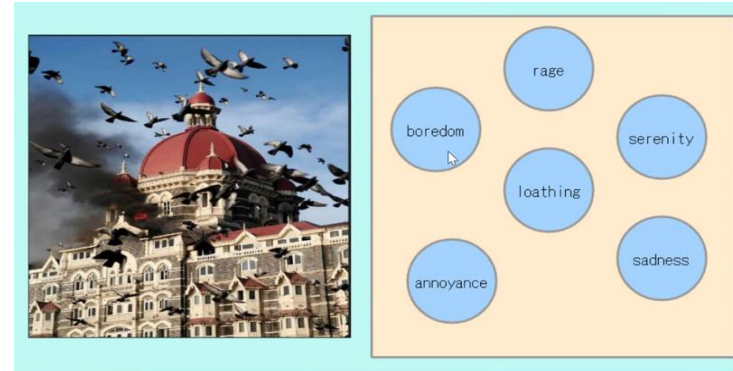 rage
boredom
serenity
loathing
sadness
annoyance